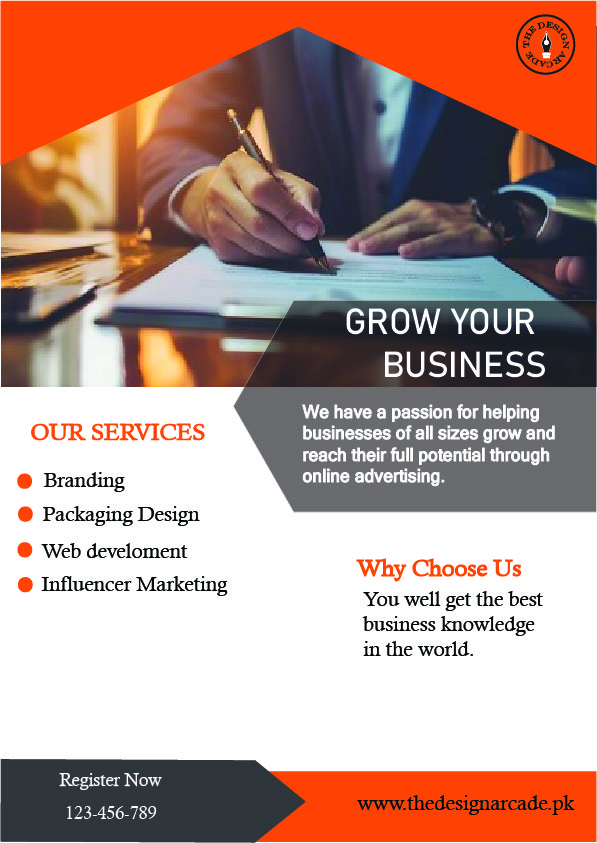 THE DESIGN ARCADE
GROW YOUR
BUSINESS
We have a passion for helping
businesses of all sizes grow and
reach their full potential through
online advertising.
OUR SERVICES
Branding
Packaging Design
Web develoment
Influencer Marketing
Why Choose Us
You well get the best
business knowledge
in the world.
Register Now
123-456-789
www.thedesignarcade.pk